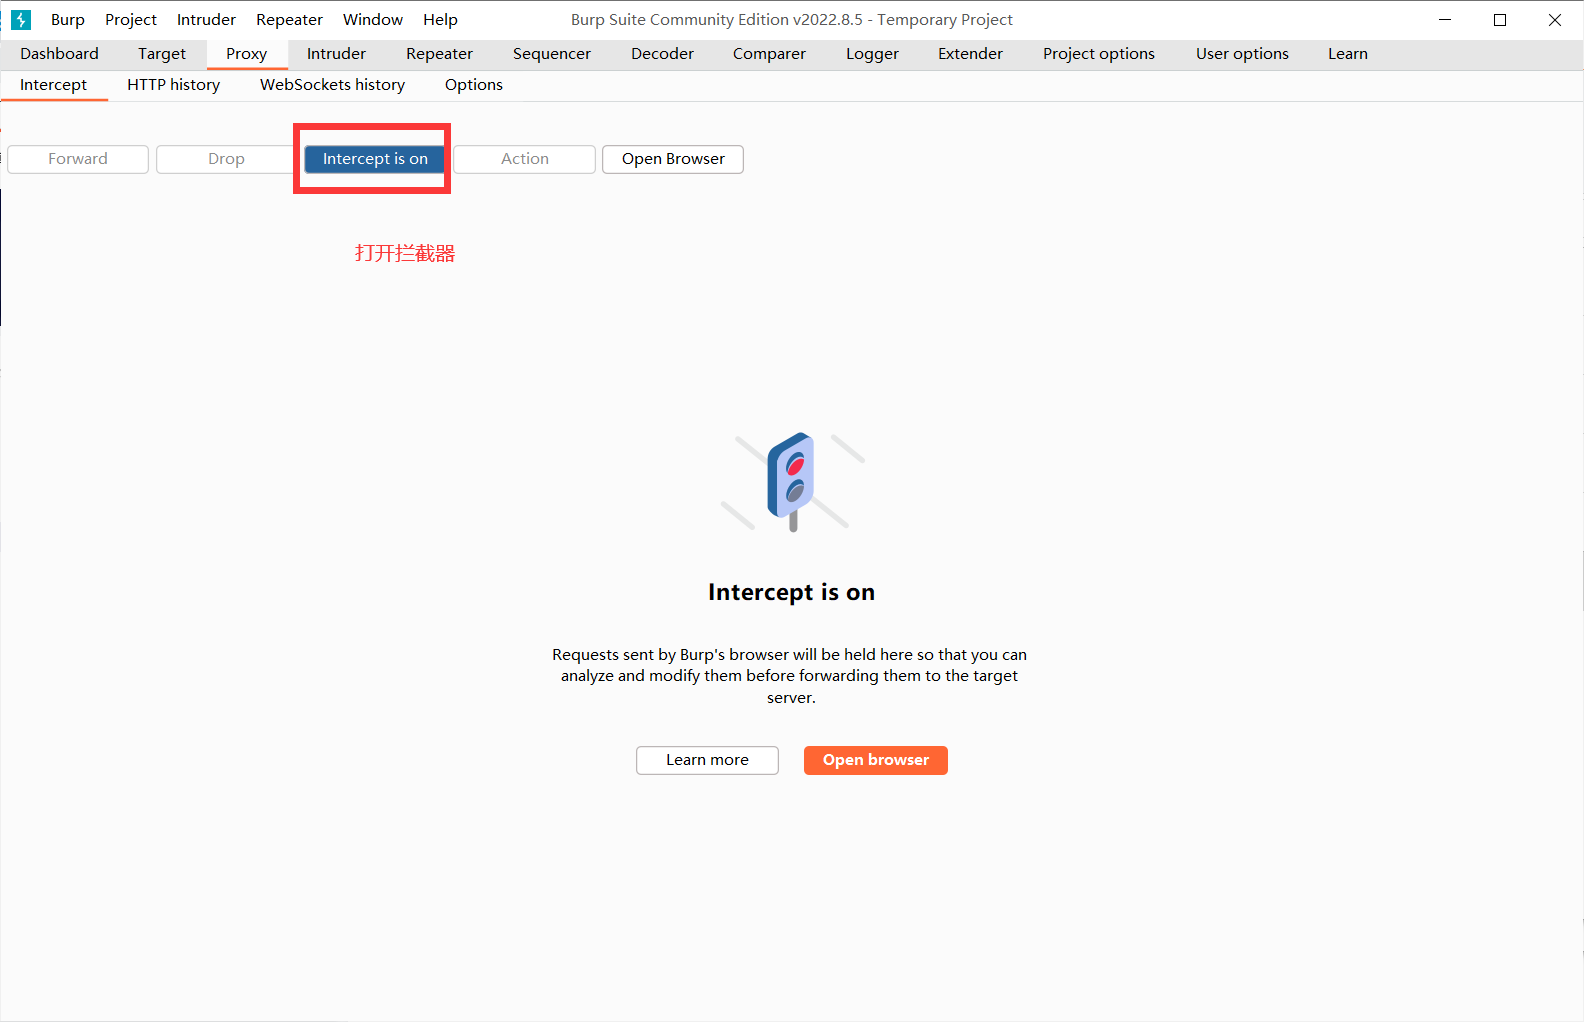 Burp Project Intruder Repeater Window Help Burp Suite Community Edition v2022.8.5 - Temporary Project
Dashboard Target Proxy Intruder Repeater Sequencer Decoder Comparer Logger Extender Project options User options Learn
Intercept HTTP history WebSockets history Options
Forward Drop Intercept is on Action Open Browser
打开拦截器
Intercept is on
Requests sent by Burp's browser will be held here so that you can
analyze and modify them before forwarding them to the target
server.
Learn more Open browser